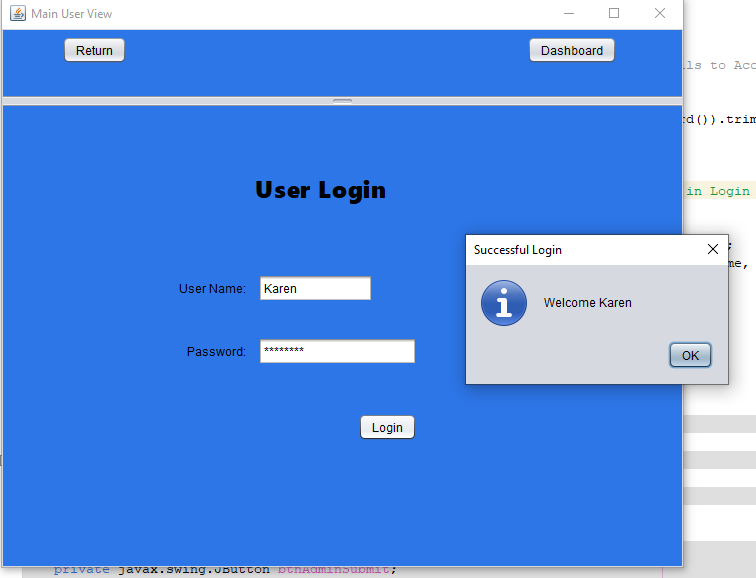 Main User View
Return
Dashboard
ls to Acc
rd()).trim
User Login
in Login
Successful Login
me,
User Name:
Karen
Welcome Karen
Password:
********
OK
Login
private javax.swing.JButton btnAdminSubmit;